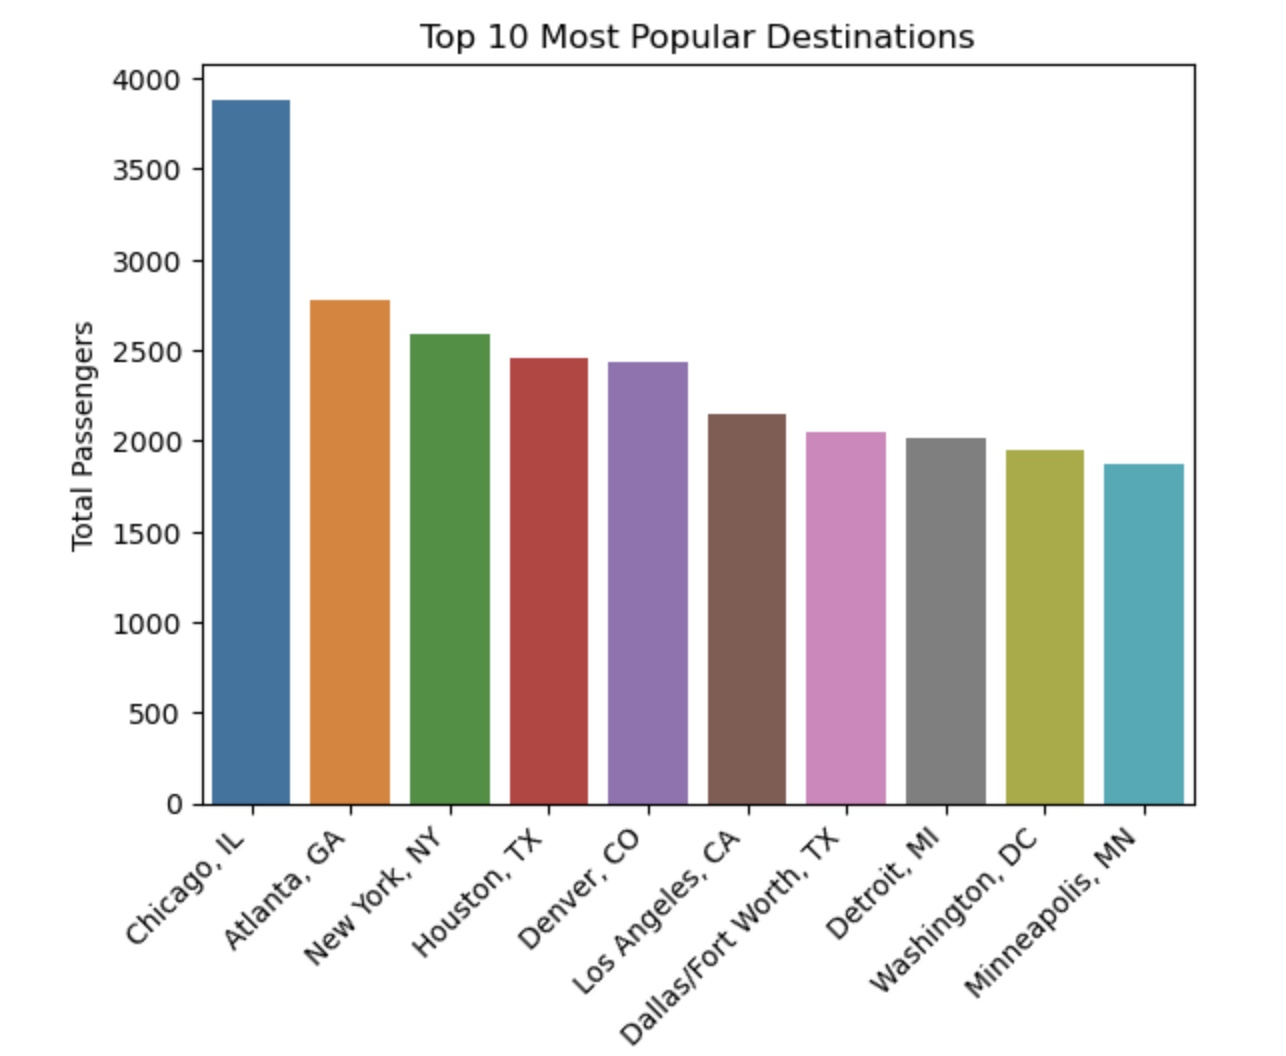 Top 10 Most Popular Destinations
Total Passengers
4000
3500
3000
2500
2000
1500
1000
500
0
Chicago, IL
Atlanta, GA
New York, NY
Houston, TX
Denver, CO
Los Angeles, CA
Dallas/Fort Worth, TX
Detroit, MI
Washington, DC
Minneapolis, MN